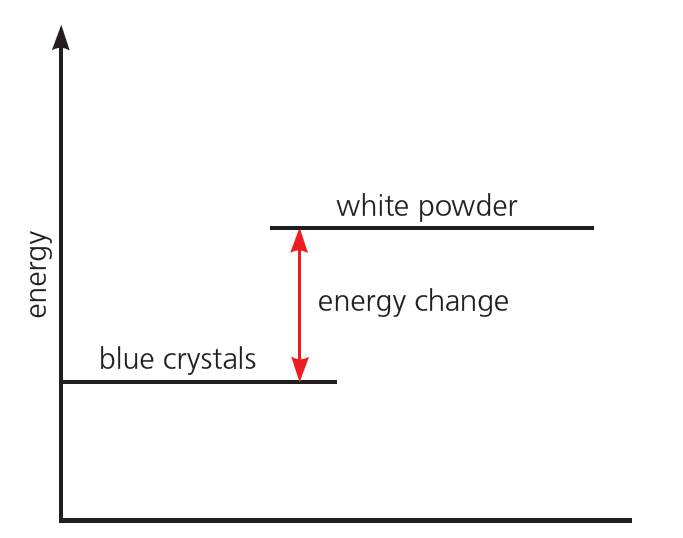 white powder
energy
energy change
blue crystals